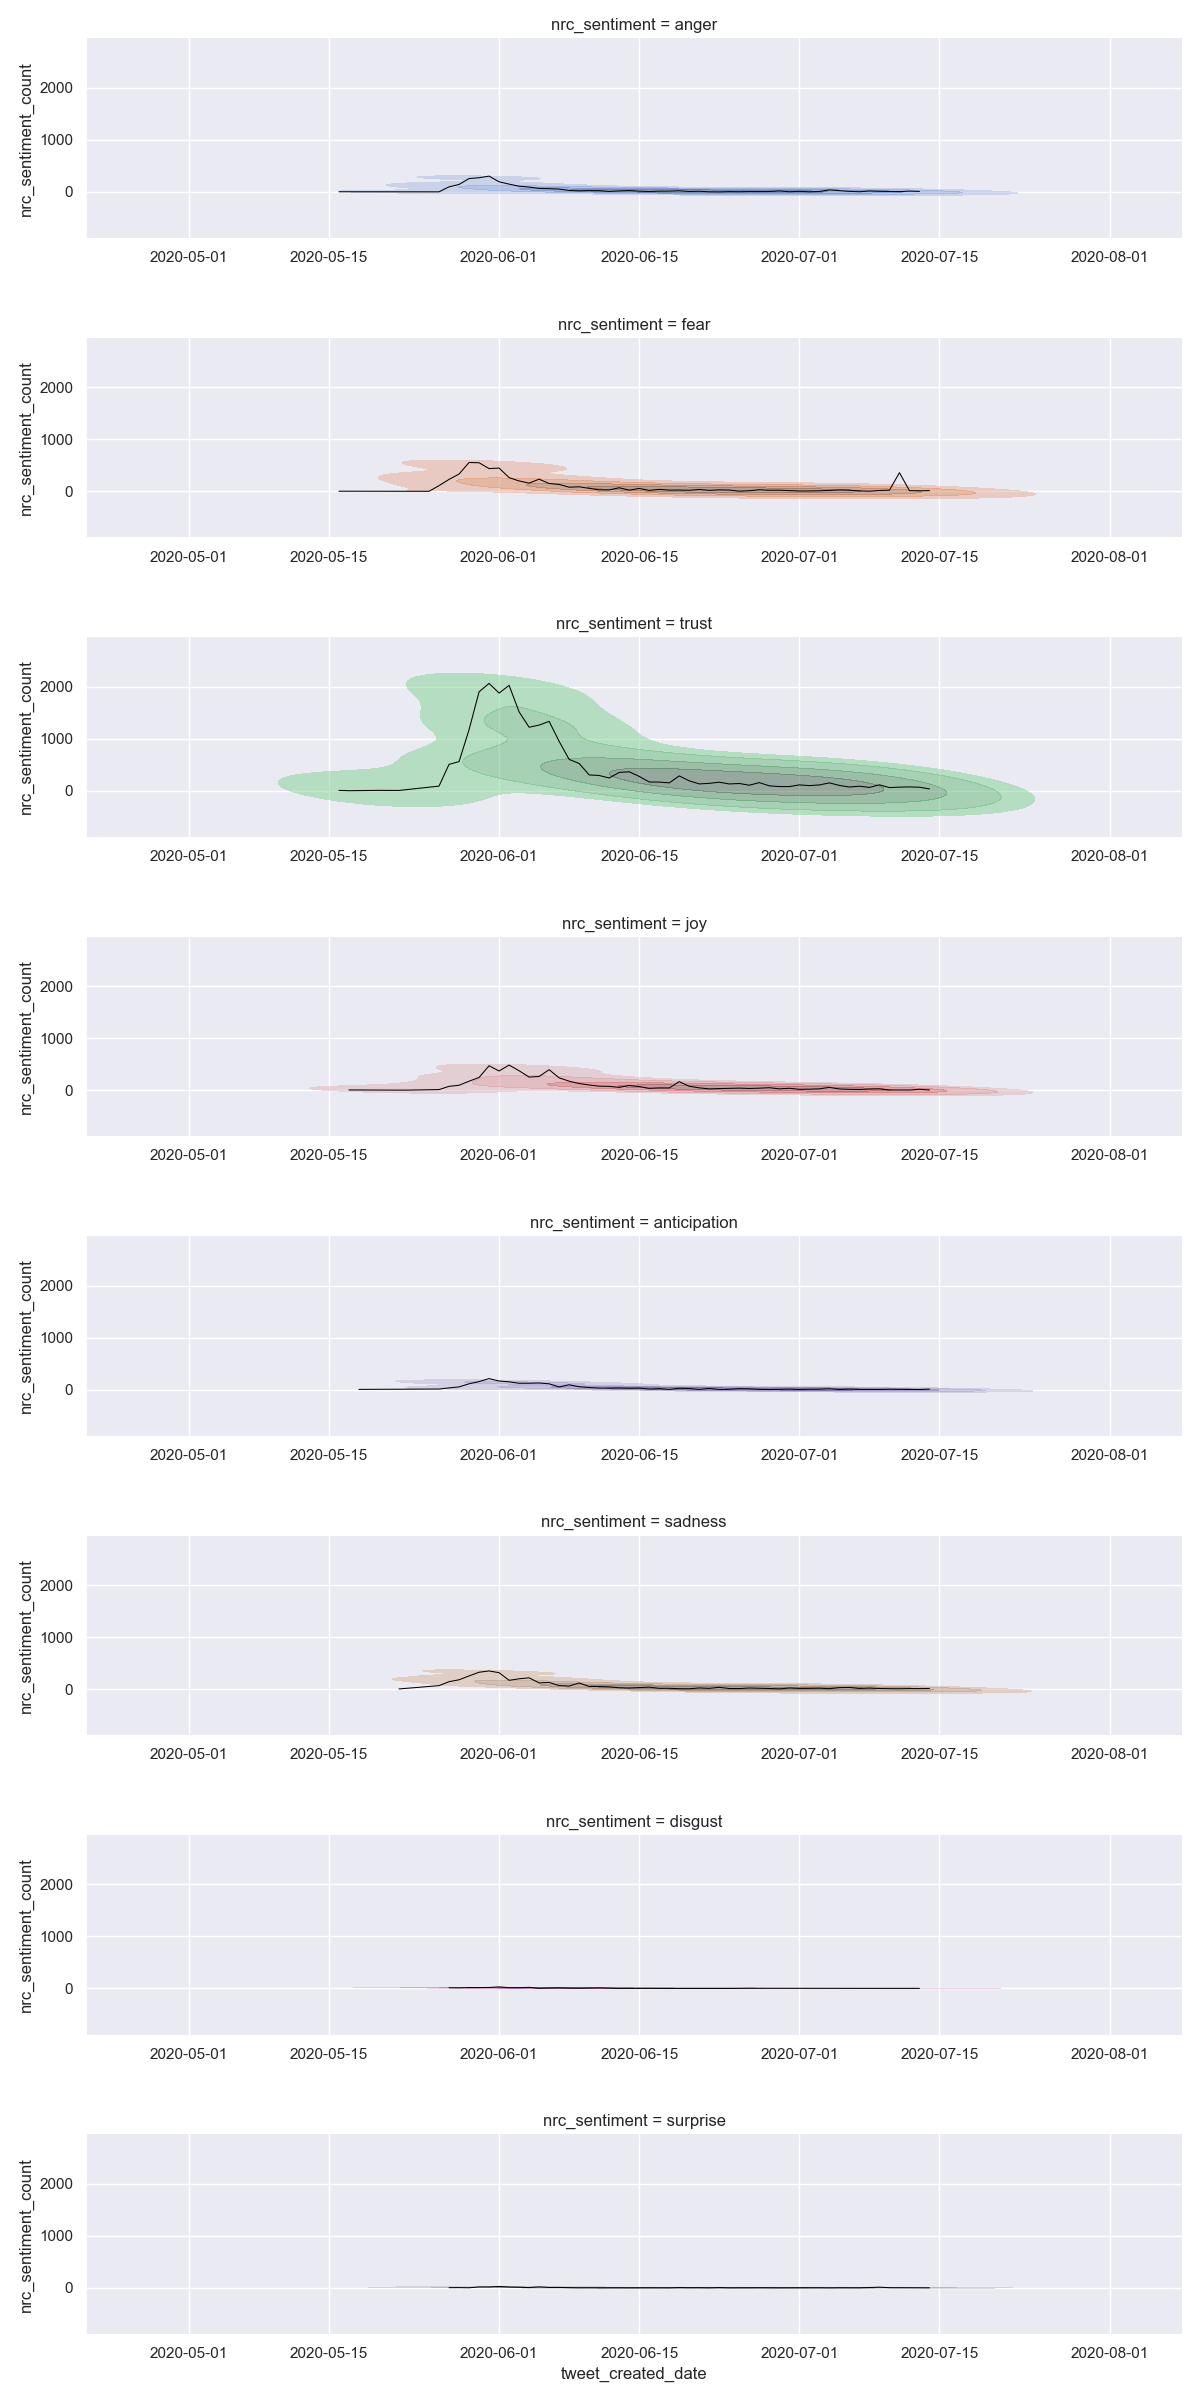 nrc_sentiment = anger
nrc_sentiment_count
2000
1000
0
2020-05-01 2020-05-15 2020-06-01 2020-06-15 2020-07-01 2020-07-15 2020-08-01
nrc_sentiment = fear
nrc_sentiment_count
2000
1000
0
2020-05-01 2020-05-15 2020-06-01 2020-06-15 2020-07-01 2020-07-15 2020-08-01
nrc_sentiment = trust
nrc_sentiment_count
2000
1000
0
2020-05-01 2020-05-15 2020-06-01 2020-06-15 2020-07-01 2020-07-15 2020-08-01
nrc_sentiment = joy
nrc_sentiment_count
2000
1000
0
2020-05-01 2020-05-15 2020-06-01 2020-06-15 2020-07-01 2020-07-15 2020-08-01
nrc_sentiment = anticipation
nrc_sentiment_count
2000
1000
0
2020-05-01 2020-05-15 2020-06-01 2020-06-15 2020-07-01 2020-07-15 2020-08-01
nrc_sentiment = sadness
nrc_sentiment_count
2000
1000
0
2020-05-01 2020-05-15 2020-06-01 2020-06-15 2020-07-01 2020-07-15 2020-08-01
nrc_sentiment = disgust
nrc_sentiment_count
2000
1000
0
2020-05-01 2020-05-15 2020-06-01 2020-06-15 2020-07-01 2020-07-15 2020-08-01
nrc_sentiment = surprise
nrc_sentiment_count
2000
1000
0
2020-05-01 2020-05-15 2020-06-01 2020-06-15 2020-07-01 2020-07-15 2020-08-01
tweet_created_date